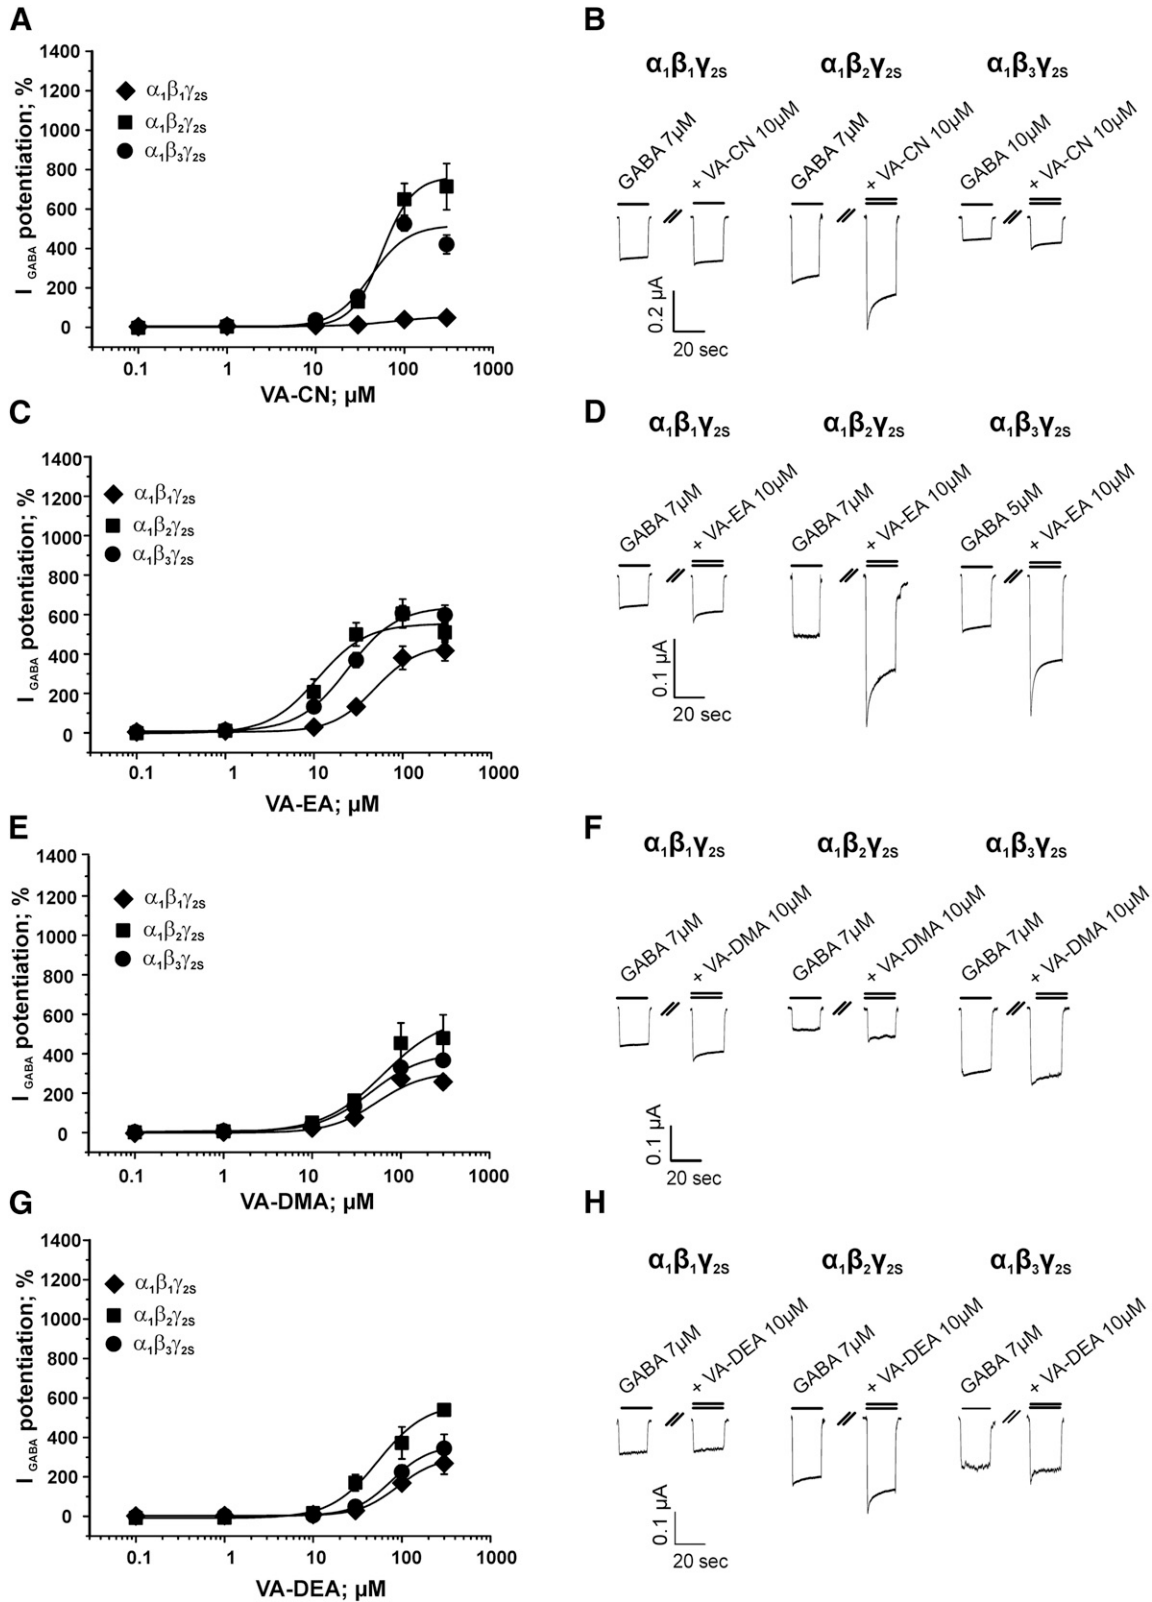 A
1400
1200
1000
800
600
400
200
0
I GABA potentiation; %
α₁β₁γ₂S
α₁β₂γ₂S
α₁β₃γ₂S
0.1 1 10 100 1000
VA-CN; µM
B
α₁β₁γ₂S α₁β₂γ₂S α₁β₃γ₂S
GABA 7µM
+ VA-CN 10µM
GABA 7µM
+ VA-CN 10µM
GABA 10µM
+ VA-CN 10µM
0.2 µA
20 sec
C
1400
1200
1000
800
600
400
200
0
I GABA potentiation; %
α₁β₁γ₂S
α₁β₂γ₂S
α₁β₃γ₂S
0.1 1 10 100 1000
VA-EA; µM
D
α₁β₁γ₂S α₁β₂γ₂S α₁β₃γ₂S
GABA 7µM
+ VA-EA 10µM
GABA 7µM
+ VA-EA 10µM
GABA 5µM
+ VA-EA 10µM
0.1 µA
20 sec
E
1400
1200
1000
800
600
400
200
0
I GABA potentiation; %
α₁β₁γ₂S
α₁β₂γ₂S
α₁β₃γ₂S
0.1 1 10 100 1000
VA-DMA; µM
F
α₁β₁γ₂S α₁β₂γ₂S α₁β₃γ₂S
GABA 7µM
+ VA-DMA 10µM
GABA 7µM
+ VA-DMA 10µM
GABA 7µM
+ VA-DMA 10µM
0.1 µA
20 sec
G
1400
1200
1000
800
600
400
200
0
I GABA potentiation; %
α₁β₁γ₂S
α₁β₂γ₂S
α₁β₃γ₂S
0.1 1 10 100 1000
VA-DEA; µM
H
α₁β₁γ₂S α₁β₂γ₂S α₁β₃γ₂S
GABA 7µM
+ VA-DEA 10µM
GABA 7µM
+ VA-DEA 10µM
GABA 7µM
+ VA-DEA 10µM
0.1 µA
20 sec